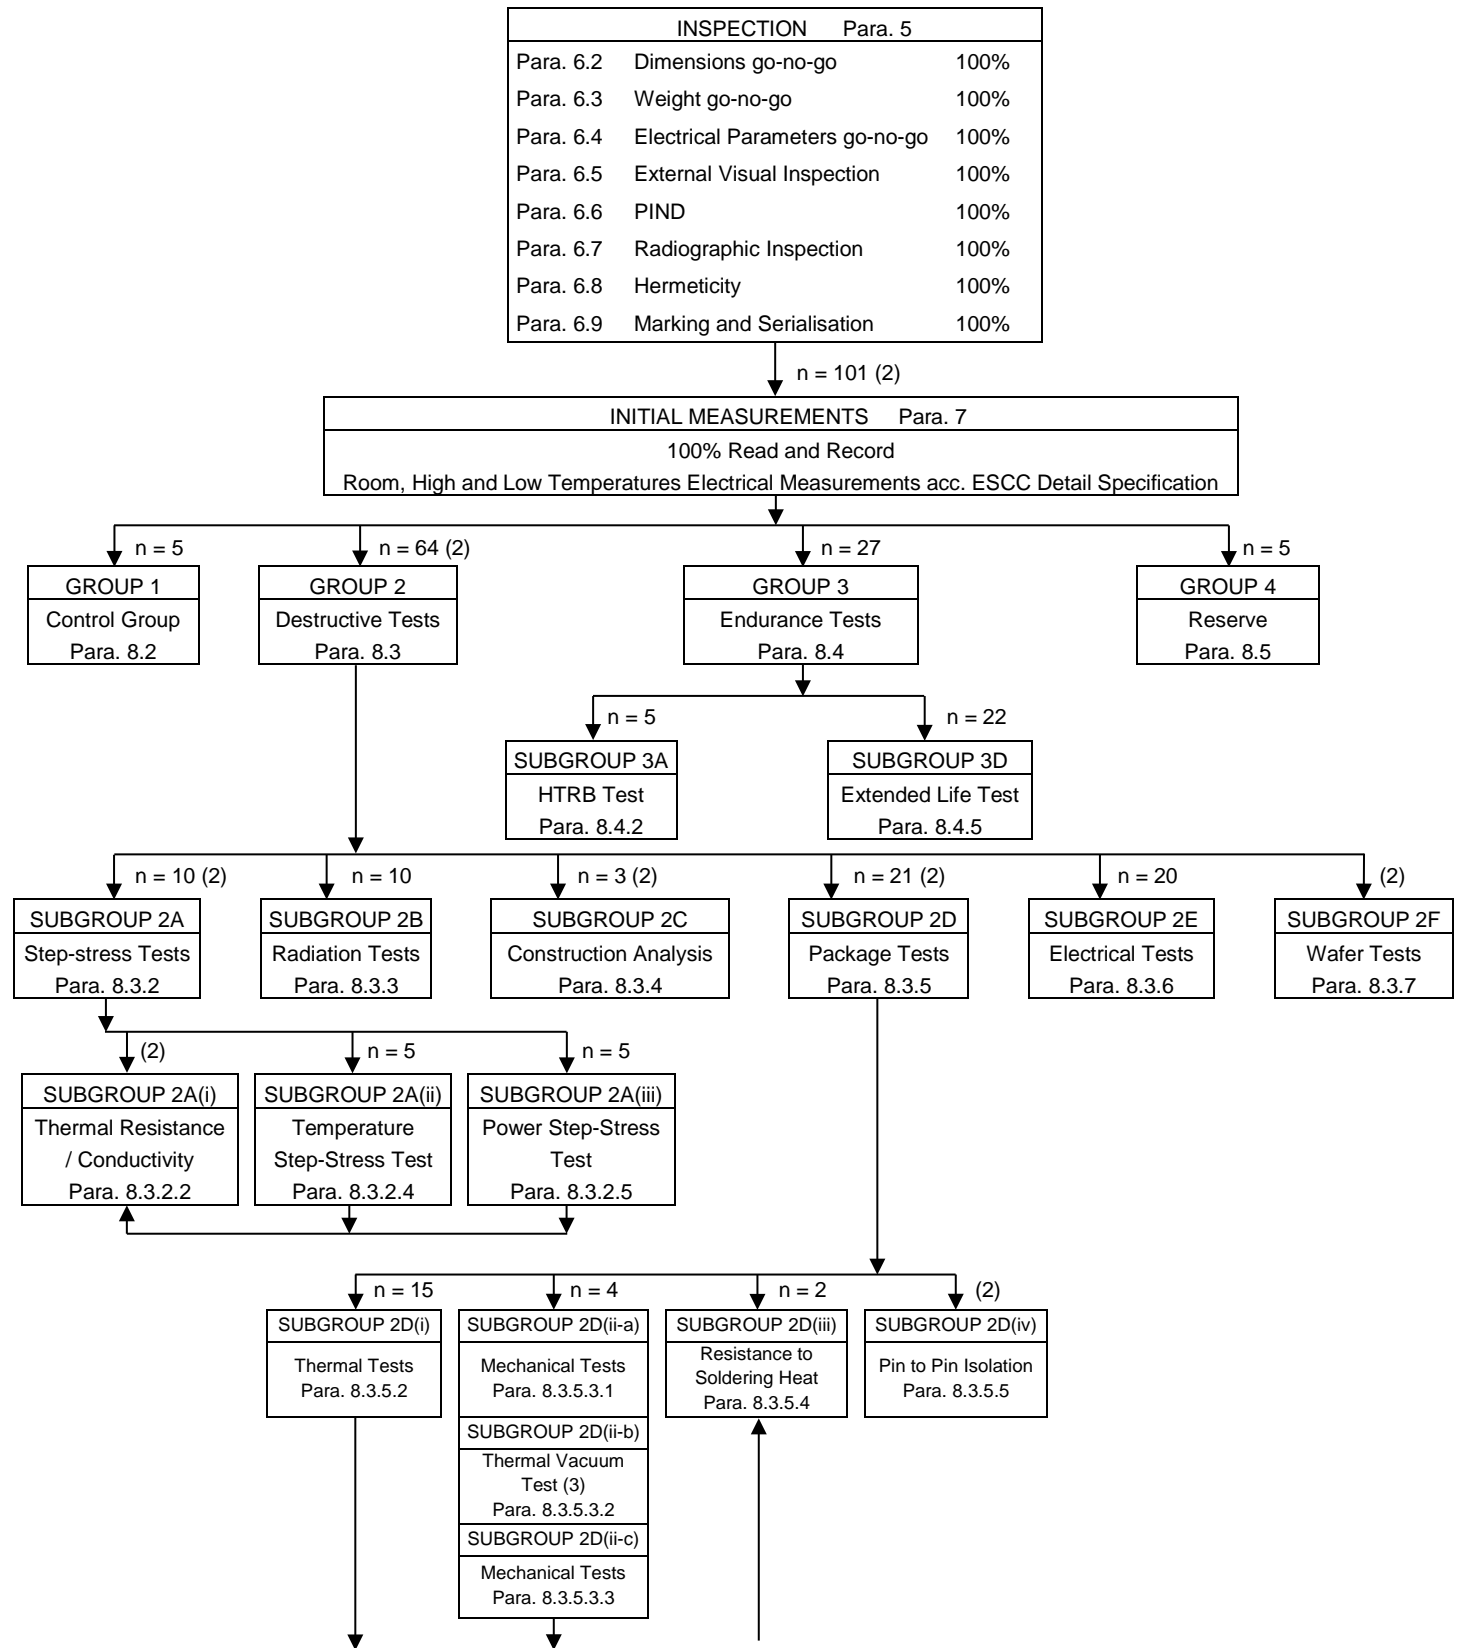 INSPECTION Para. 5
Para. 6.2 Dimensions go-no-go 100%
Para. 6.3 Weight go-no-go 100%
Para. 6.4 Electrical Parameters go-no-go 100%
Para. 6.5 External Visual Inspection 100%
Para. 6.6 PIND 100%
Para. 6.7 Radiographic Inspection 100%
Para. 6.8 Hermeticity 100%
Para. 6.9 Marking and Serialisation 100%
n = 101 (2)
INITIAL MEASUREMENTS Para. 7
100% Read and Record
Room, High and Low Temperatures Electrical Measurements acc. ESCC Detail Specification
n = 5
GROUP 1
Control Group
Para. 8.2
n = 64 (2)
GROUP 2
Destructive Tests
Para. 8.3
n = 27
GROUP 3
Endurance Tests
Para. 8.4
n = 5
GROUP 4
Reserve
Para. 8.5
n = 5
SUBGROUP 3A
HTRB Test
Para. 8.4.2
n = 22
SUBGROUP 3D
Extended Life Test
Para. 8.4.5
n = 10 (2)
SUBGROUP 2A
Step-stress Tests
Para. 8.3.2
n = 10
SUBGROUP 2B
Radiation Tests
Para. 8.3.3
n = 3 (2)
SUBGROUP 2C
Construction Analysis
Para. 8.3.4
n = 21 (2)
SUBGROUP 2D
Package Tests
Para. 8.3.5
n = 20
SUBGROUP 2E
Electrical Tests
Para. 8.3.6
(2)
SUBGROUP 2F
Wafer Tests
Para. 8.3.7
(2)
SUBGROUP 2A(i)
Thermal Resistance
/ Conductivity
Para. 8.3.2.2
n = 5
SUBGROUP 2A(ii)
Temperature
Step-Stress Test
Para. 8.3.2.4
n = 5
SUBGROUP 2A(iii)
Power Step-Stress
Test
Para. 8.3.2.5
n = 15
SUBGROUP 2D(i)
Thermal Tests
Para. 8.3.5.2
n = 4
SUBGROUP 2D(ii-a)
Mechanical Tests
Para. 8.3.5.3.1
SUBGROUP 2D(ii-b)
Thermal Vacuum
Test (3)
Para. 8.3.5.3.2
SUBGROUP 2D(ii-c)
Mechanical Tests
Para. 8.3.5.3.3
n = 2
SUBGROUP 2D(iii)
Resistance to
Soldering Heat
Para. 8.3.5.4
(2)
SUBGROUP 2D(iv)
Pin to Pin Isolation
Para. 8.3.5.5